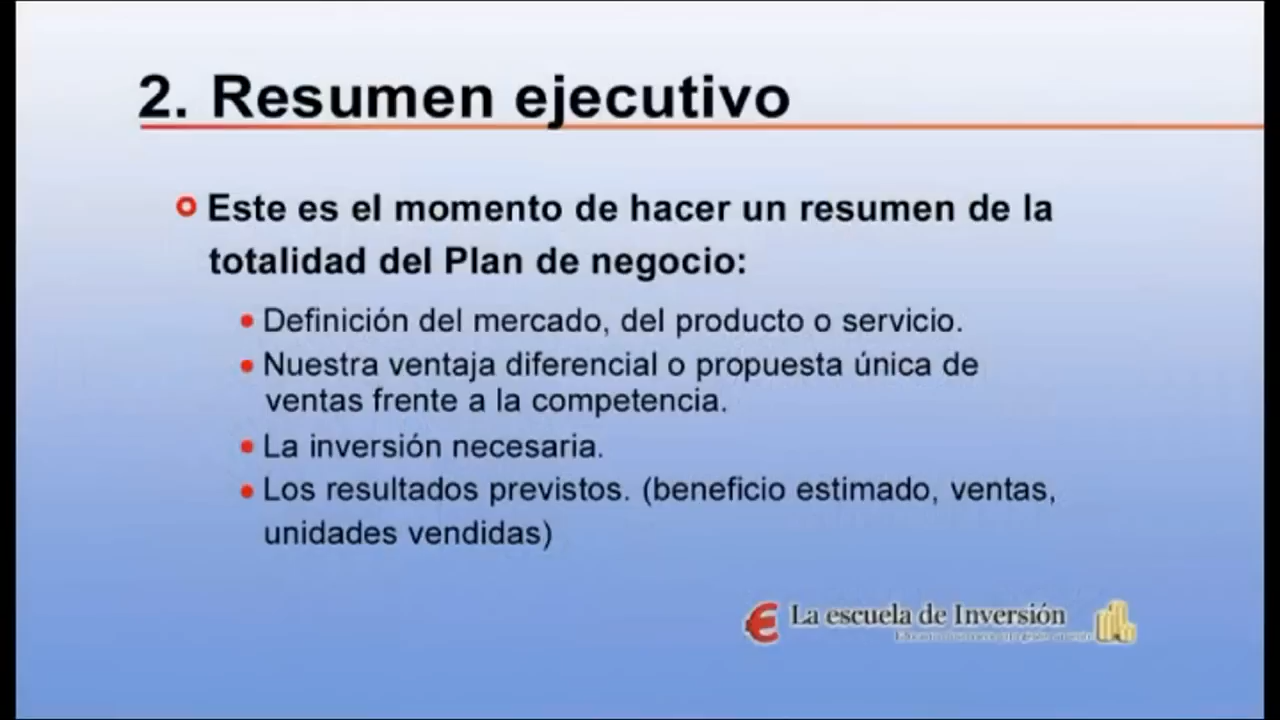 2. Resumen ejecutivo
Este es el momento de hacer un resumen de la
totalidad del Plan de negocio:
Definición del mercado, del producto o servicio.
Nuestra ventaja diferencial o propuesta única de
ventas frente a la competencia.
La inversión necesaria.
Los resultados previstos. (beneficio estimado, ventas,
unidades vendidas)
La escuela de Inversión